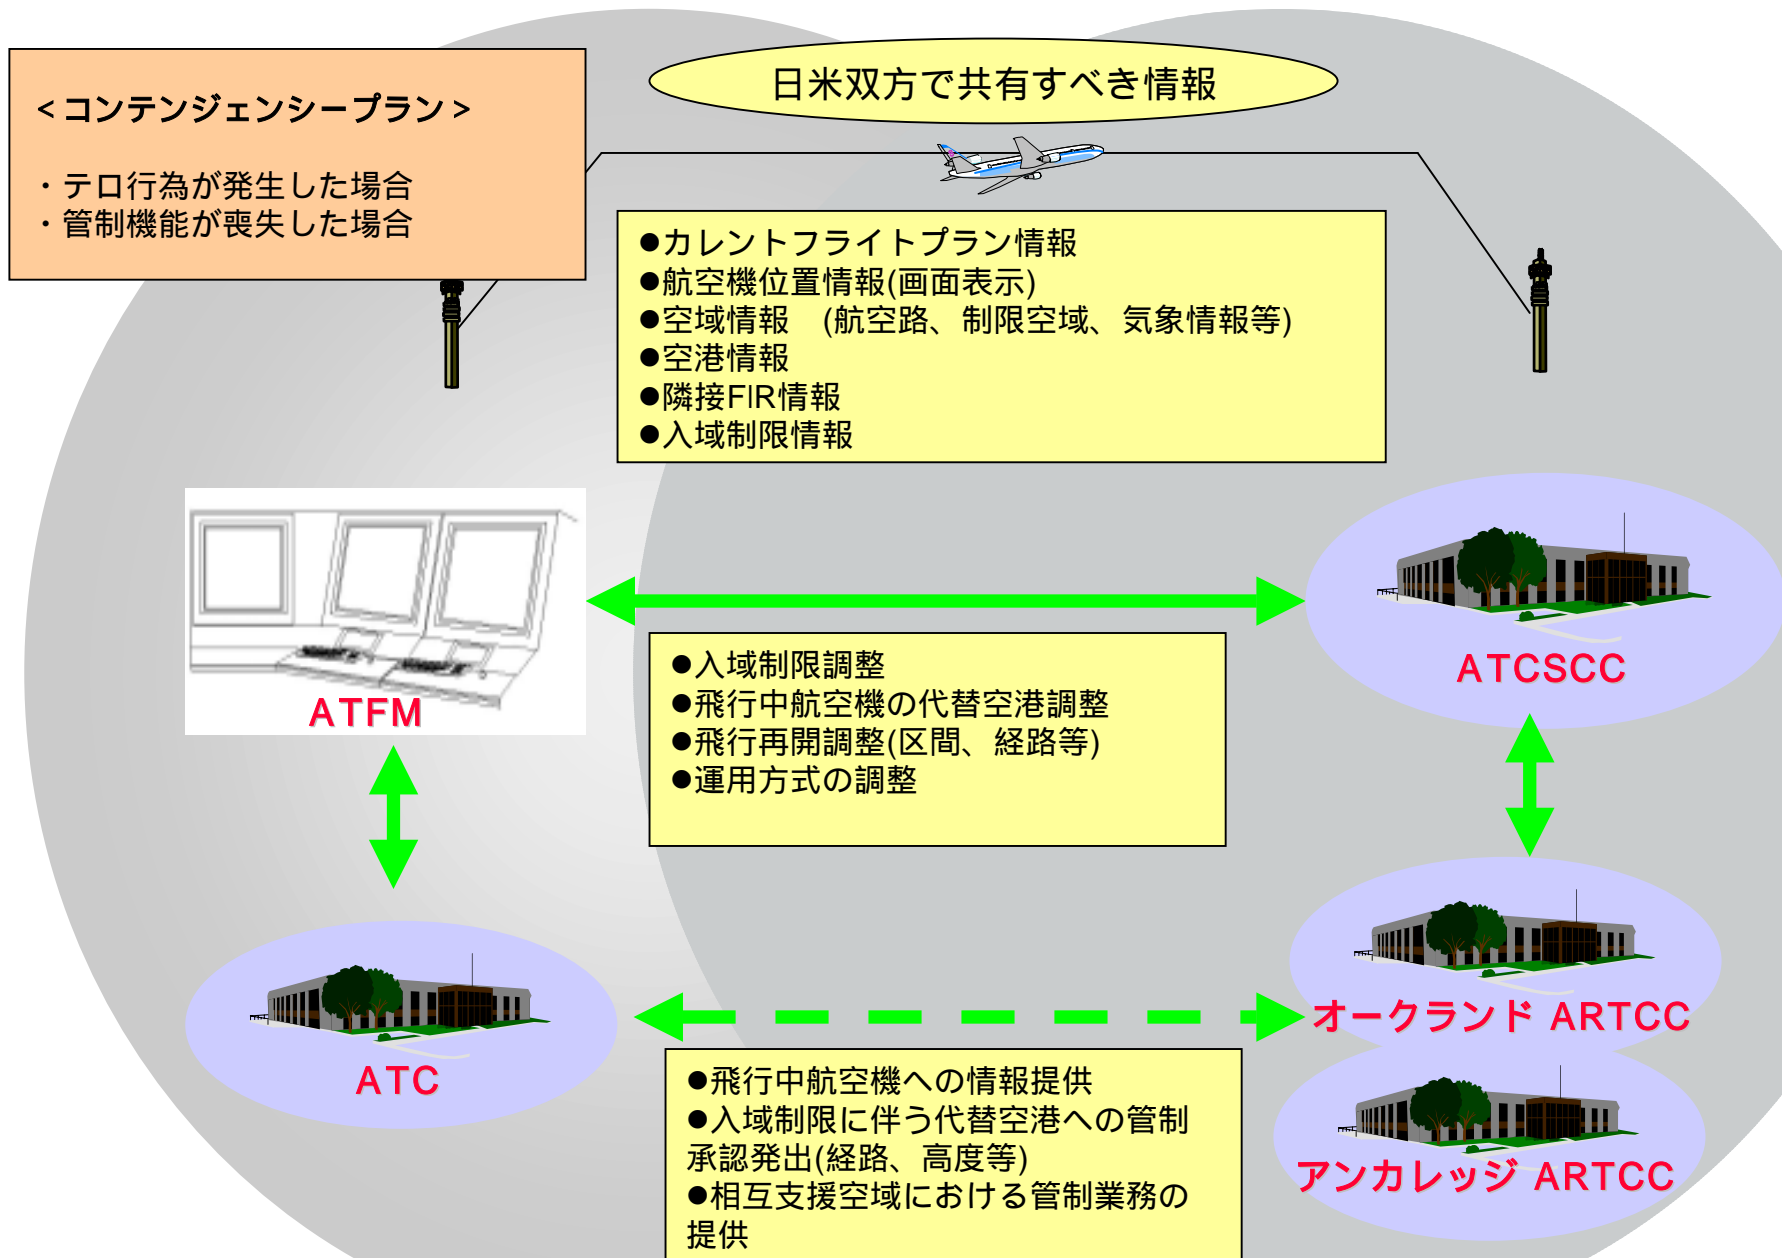 <コンテンジェンシープラン>
・テロ行為が発生した場合
・管制機能が喪失した場合
日米双方で共有すべき情報
●カレントフライトプラン情報
●航空機位置情報(画面表示)
●空域情報　(航空路、制限空域、気象情報等)
●空港情報
●隣接FIR情報
●入域制限情報
ATFM
ATCSCC
●入域制限調整
●飛行中航空機の代替空港調整
●飛行再開調整(区間、経路等)
●運用方式の調整
ATC
オークランド ARTCC
アンカレッジ ARTCC
●飛行中航空機への情報提供
●入域制限に伴う代替空港への管制
承認発出(経路、高度等)
●相互支援空域における管制業務の
提供